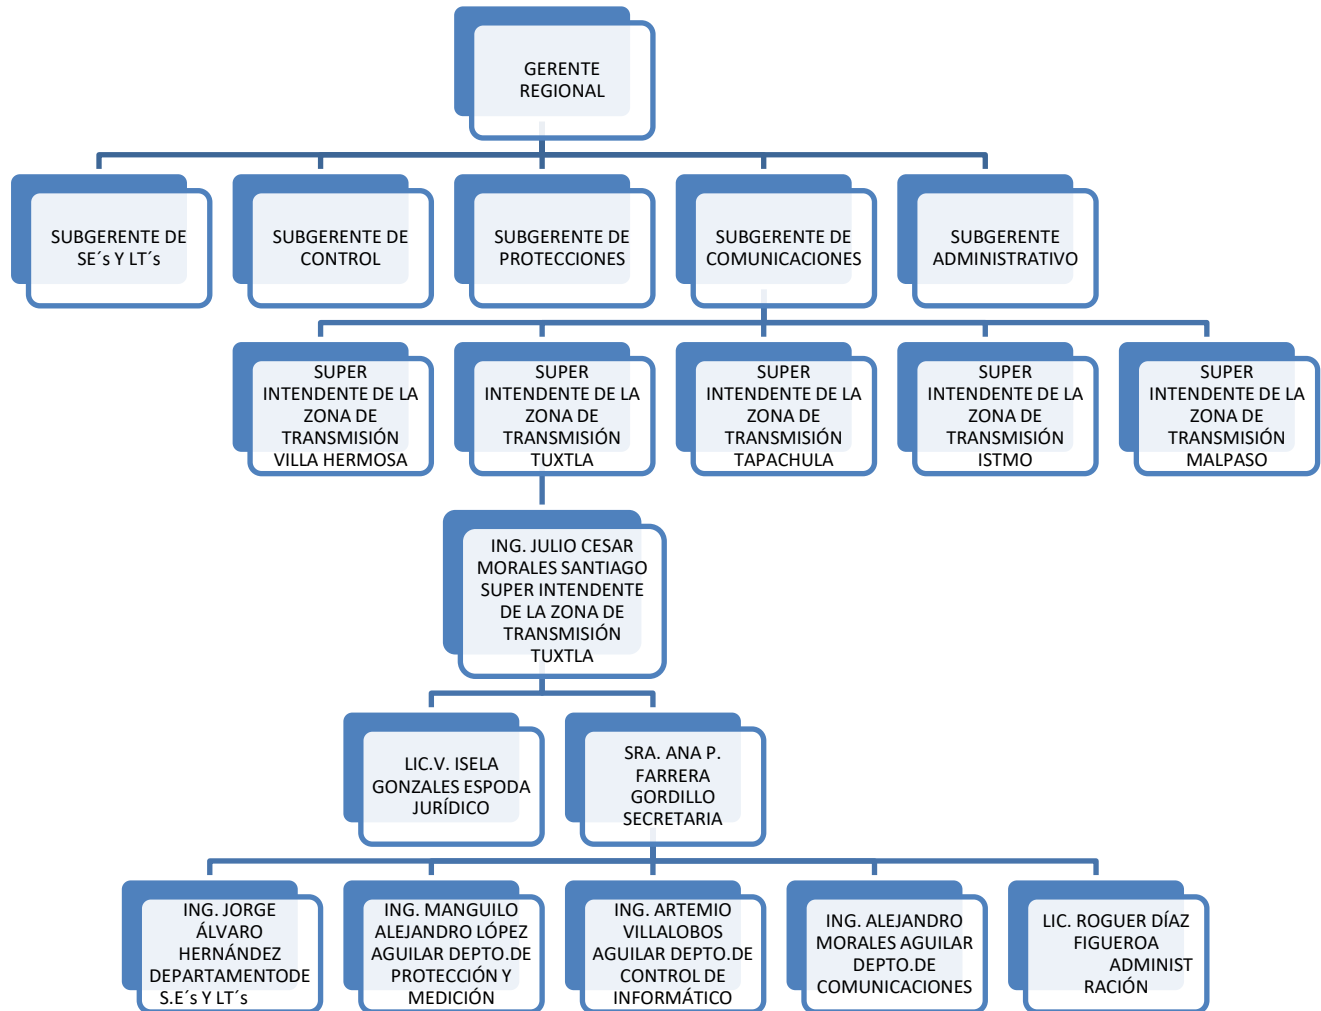 GERENTE
REGIONAL
SUBGERENTE DE
SE´s Y LT´s
SUBGERENTE DE
CONTROL
SUBGERENTE DE
PROTECCIONES
SUBGERENTE DE
COMUNICACIONES
SUBGERENTE
ADMINISTRATIVO
SUPER
INTENDENTE DE LA
ZONA DE
TRANSMISIÓN
VILLA HERMOSA
SUPER
INTENDENTE DE LA
ZONA DE
TRANSMISIÓN
TUXTLA
SUPER
INTENDENTE DE LA
ZONA DE
TRANSMISIÓN
TAPACHULA
SUPER
INTENDENTE DE LA
ZONA DE
TRANSMISIÓN
ISTMO
SUPER
INTENDENTE DE LA
ZONA DE
TRANSMISIÓN
MALPASO
ING. JULIO CESAR
MORALES SANTIAGO
SUPER INTENDENTE
DE LA ZONA DE
TRANSMISIÓN
TUXTLA
LIC.V. ISELA
GONZALES ESPODA
JURÍDICO
SRA. ANA P.
FARRERA
GORDILLO
SECRETARIA
ING. JORGE
ÁLVARO
HERNÁNDEZ
DEPARTAMENTODE
S.E´s Y LT´s
ING. MANGUILO
ALEJANDRO LÓPEZ
AGUILAR DEPTO.DE
PROTECCIÓN Y
MEDICIÓN
ING. ARTEMIO
VILLALOBOS
AGUILAR DEPTO.DE
CONTROL DE
INFORMÁTICO
ING. ALEJANDRO
MORALES AGUILAR
DEPTO.DE
COMUNICACIONES
LIC. ROGUER DÍAZ
FIGUEROA
ADMINIST
RACIÓN